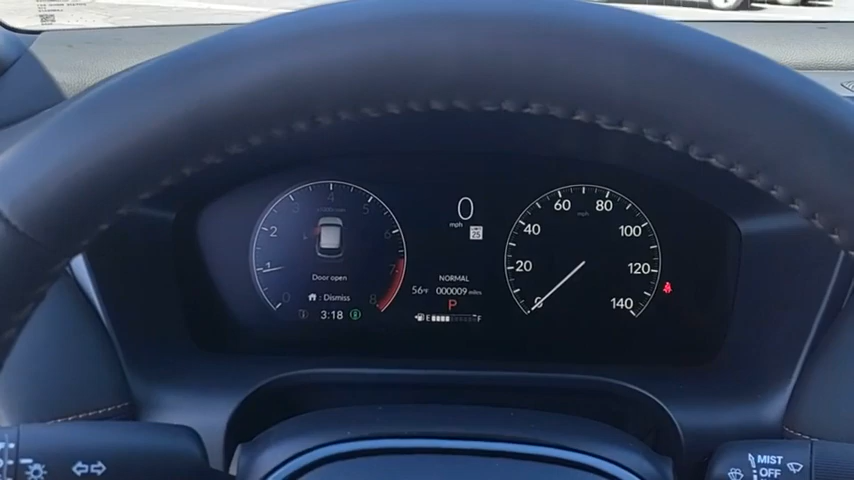 4
3
5
2
6
1
7
0
8
Door open
: Dismiss
3:18
0
mph
25
NORMAL
56°F 000009 miles
P
E F
60 80
mph
40 100
20 120
0 140
MIST
OFF